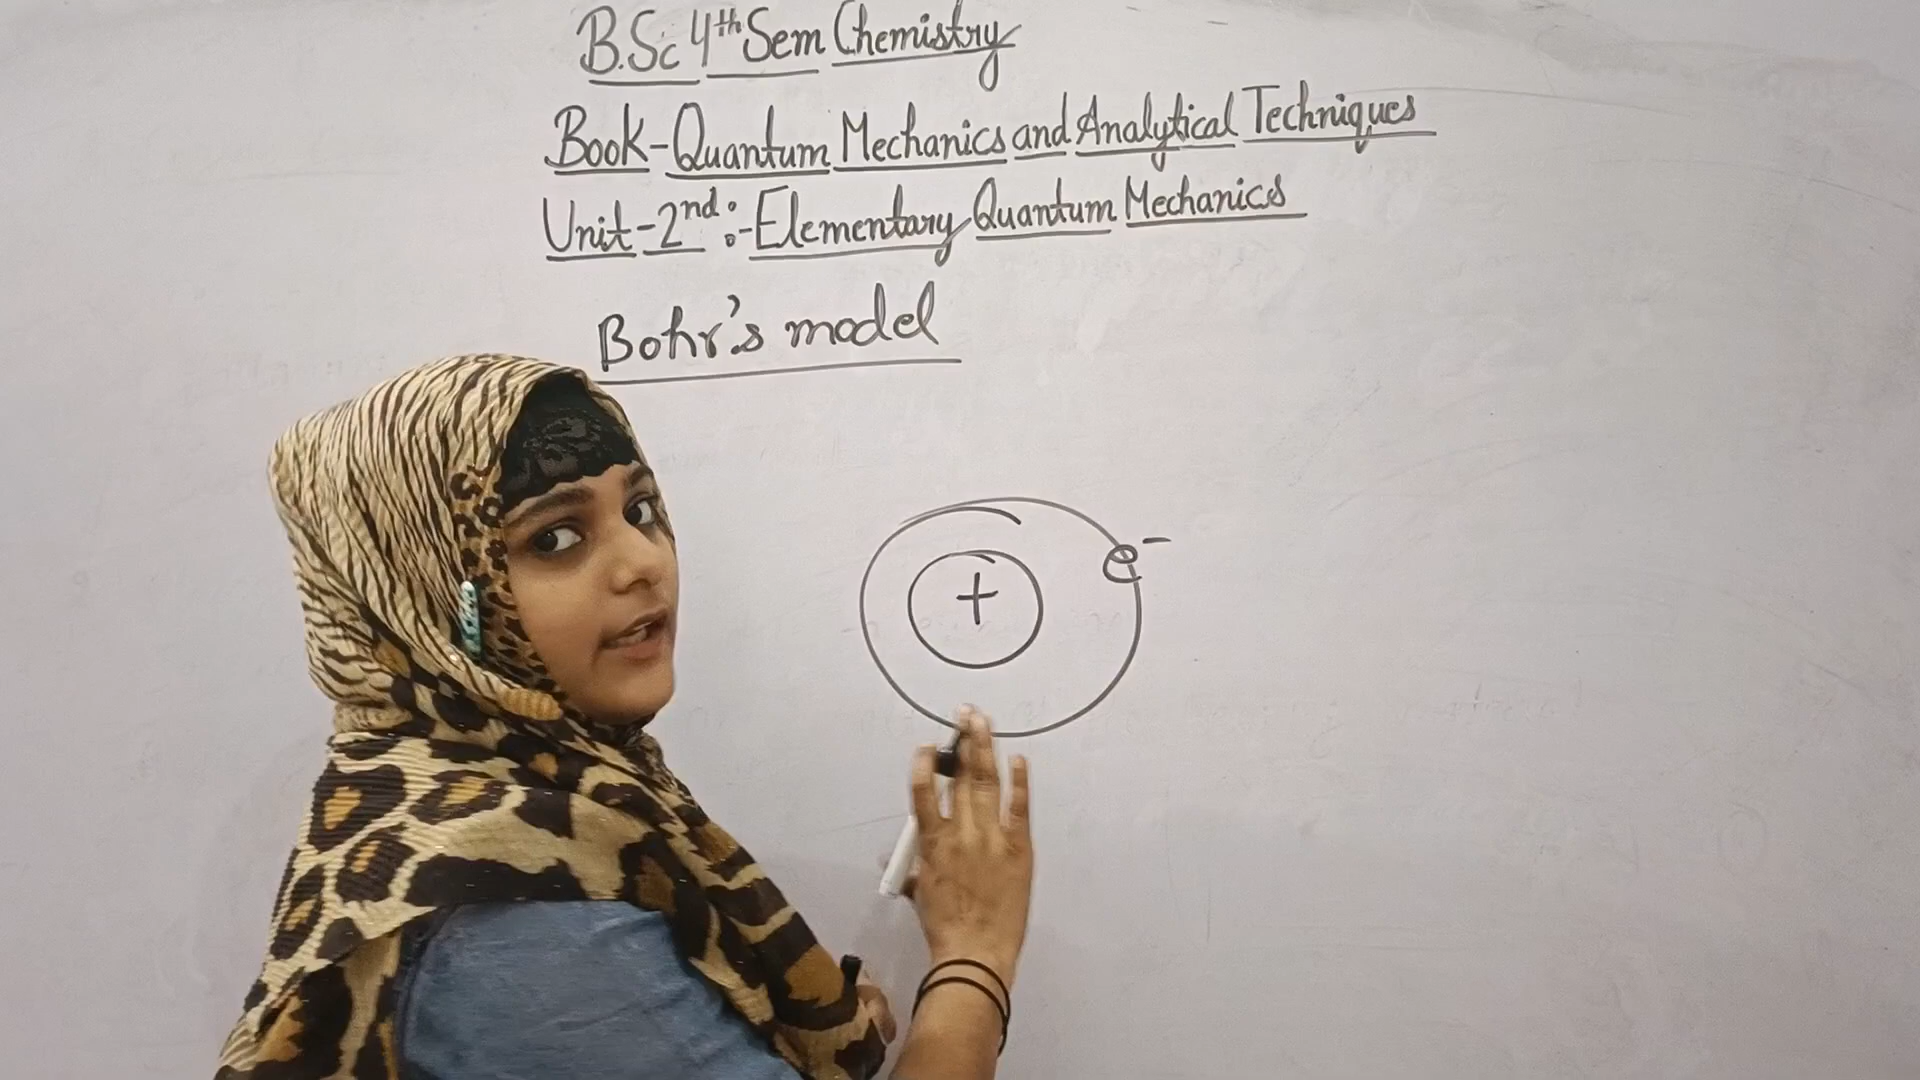 B.Sc 4th Sem Chemistry
Book-Quantum Mechanics and Analytical Techniques
Unit-2nd:-Elementary Quantum Mechanics
Bohr's model
e-
+